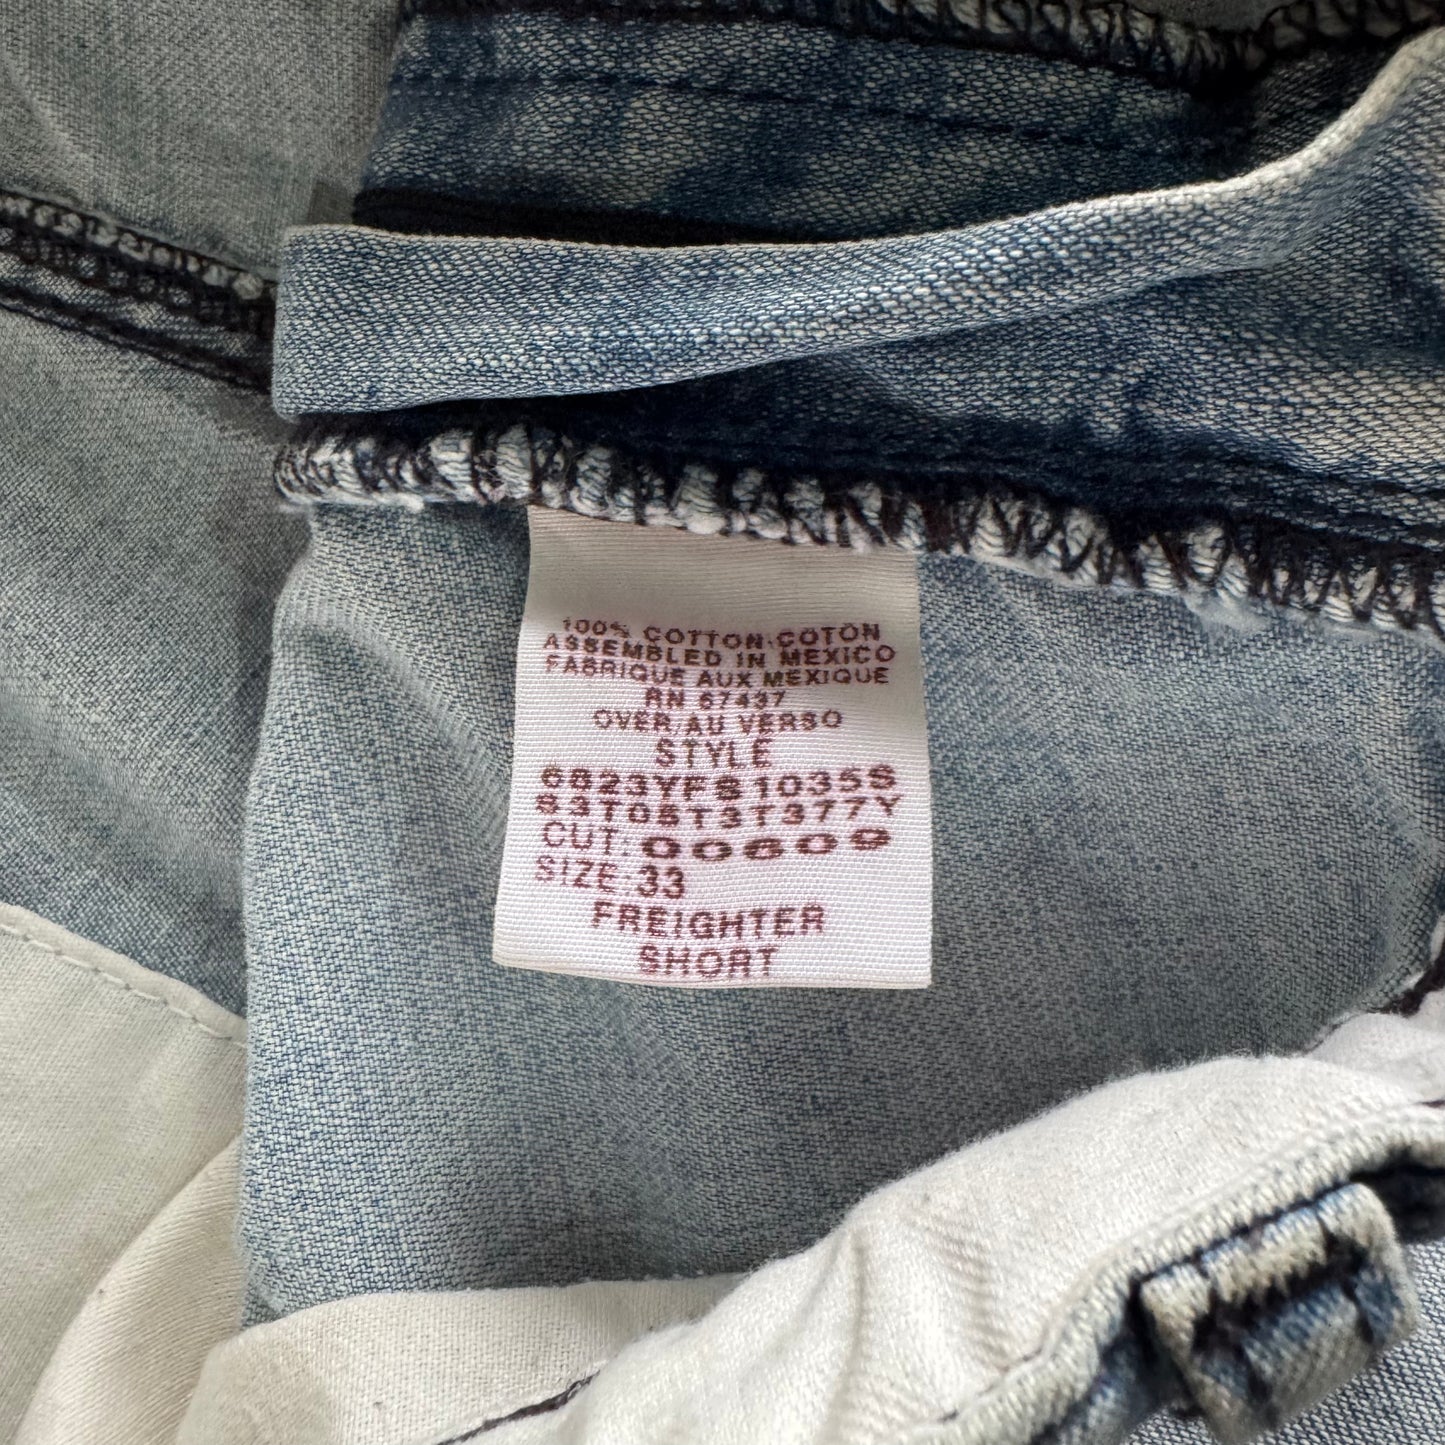 100% COTTON·COTON
ASSEMBLED IN MEXICO
FABRIQUE AUX MEXIQUE
RN 67437
OVER/AU VERSO
STYLE
6823YFS1035S
83T05T3T377Y
CUT: 00609
SIZE:33
FREIGHTER
SHORT